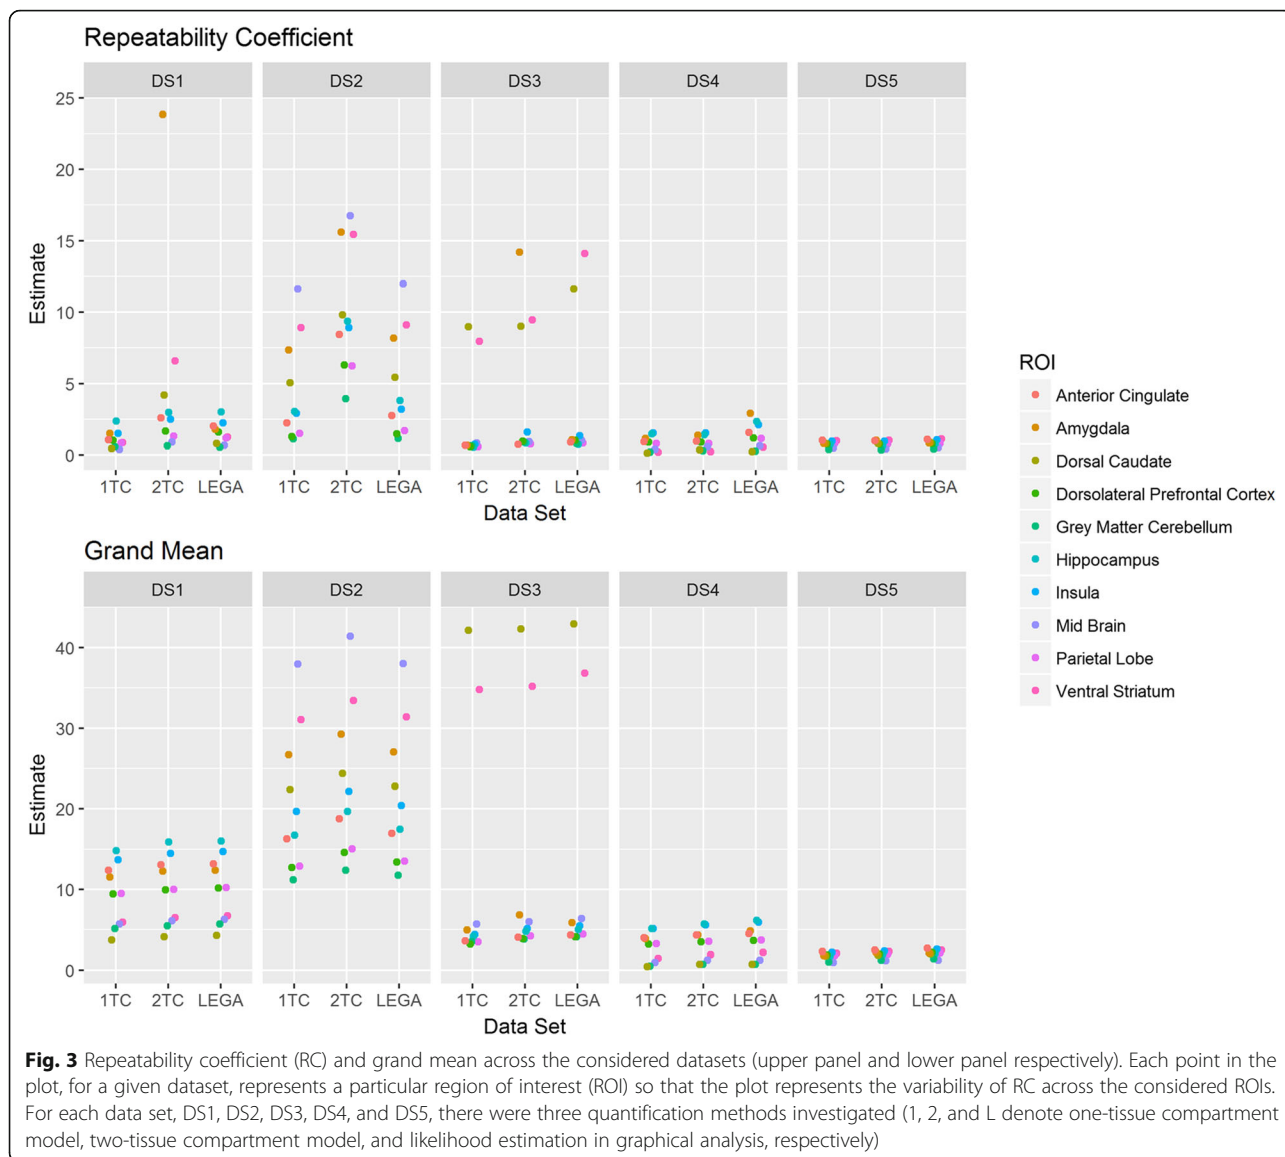 Repeatability Coefficient
DS1 DS2 DS3 DS4 DS5
25
20
15
10
5
0
Estimate
1TC 2TC LEGA 1TC 2TC LEGA 1TC 2TC LEGA 1TC 2TC LEGA 1TC 2TC LEGA
Data Set
Grand Mean
DS1 DS2 DS3 DS4 DS5
40
30
20
10
0
Estimate
1TC 2TC LEGA 1TC 2TC LEGA 1TC 2TC LEGA 1TC 2TC LEGA 1TC 2TC LEGA
Data Set
ROI
Anterior Cingulate
Amygdala
Dorsal Caudate
Dorsolateral Prefrontal Cortex
Grey Matter Cerebellum
Hippocampus
Insula
Mid Brain
Parietal Lobe
Ventral Striatum
Fig. 3 Repeatability coefficient (RC) and grand mean across the considered datasets (upper panel and lower panel respectively). Each point in the
plot, for a given dataset, represents a particular region of interest (ROI) so that the plot represents the variability of RC across the considered ROIs.
For each data set, DS1, DS2, DS3, DS4, and DS5, there were three quantification methods investigated (1, 2, and L denote one-tissue compartment
model, two-tissue compartment model, and likelihood estimation in graphical analysis, respectively)